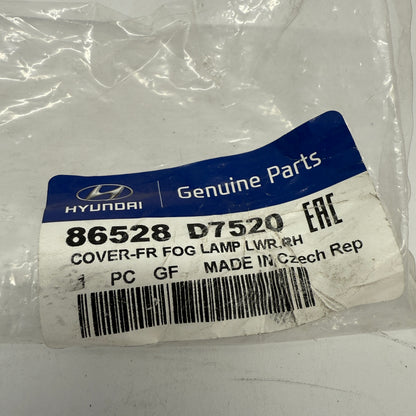 HYUNDAI
Genuine Parts
86528 D7520 EAC
COVER-FR FOG LAMP LWR,RH
1 PC GF MADE IN Czech Rep